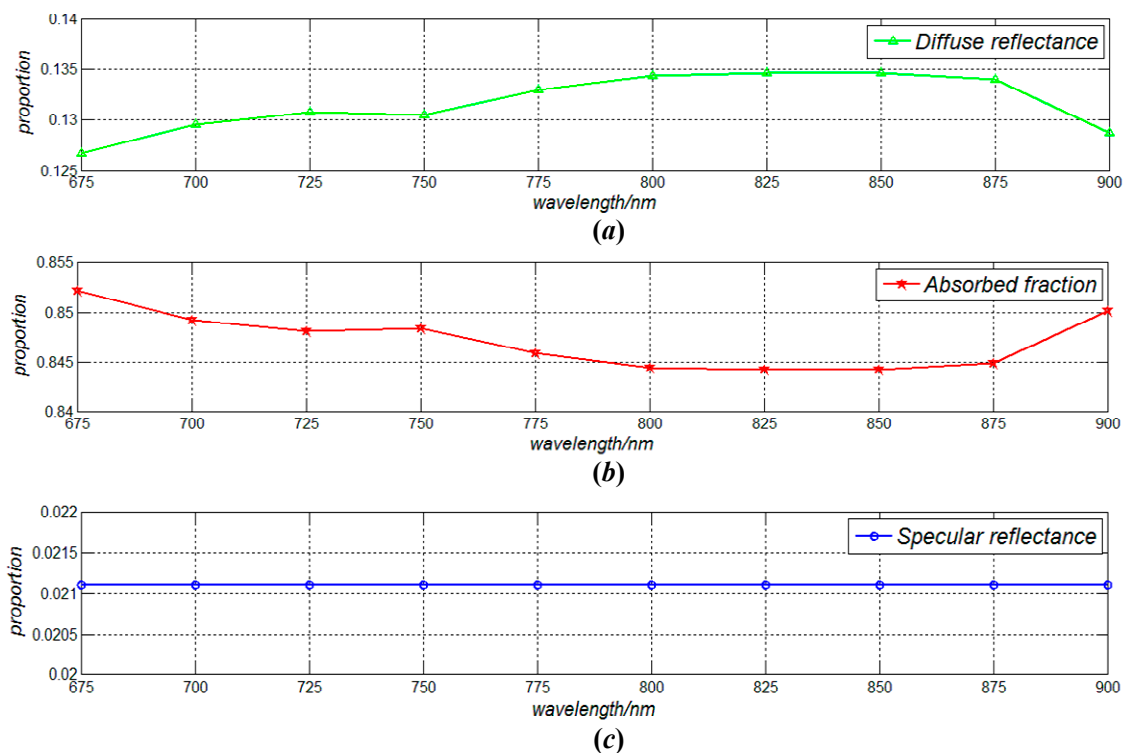 0.14
0.135
0.13
0.125
proportion
Diffuse reflectance
675 700 725 750 775 800 825 850 875 900
wavelength/nm
(a)
0.855
0.85
0.845
0.84
proportion
Absorbed fraction
675 700 725 750 775 800 825 850 875 900
wavelength/nm
(b)
0.022
0.0215
0.021
0.0205
0.02
proportion
Specular reflectance
675 700 725 750 775 800 825 850 875 900
wavelength/nm
(c)